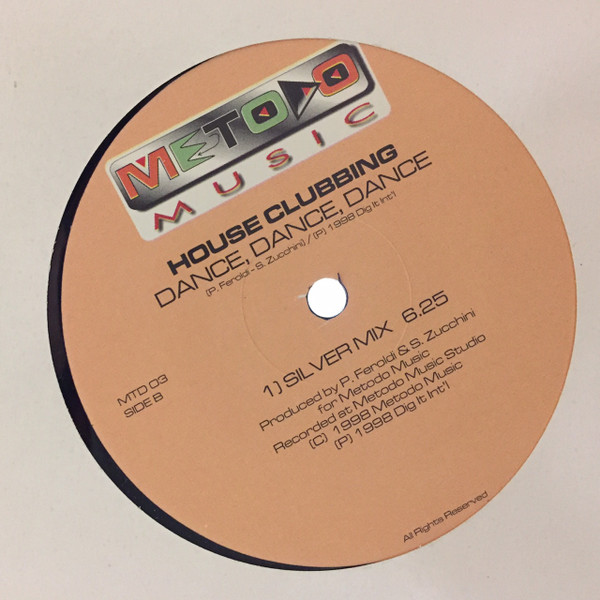 METODO
MUSIC
HOUSE CLUBBING
DANCE, DANCE, DANCE
(P. Feroldi - S. Zucchini) / (P) 1998 Dig It Int'l
1) SILVER MIX 6.25
MTD 03
SIDE B
Produced by P. Feroldi & S. Zucchini
for Metodo Music
Recorded at Metodo Music Studio
(C) 1998 Metodo Music
(P) 1998 Dig It Int'l
All Rights Reserved